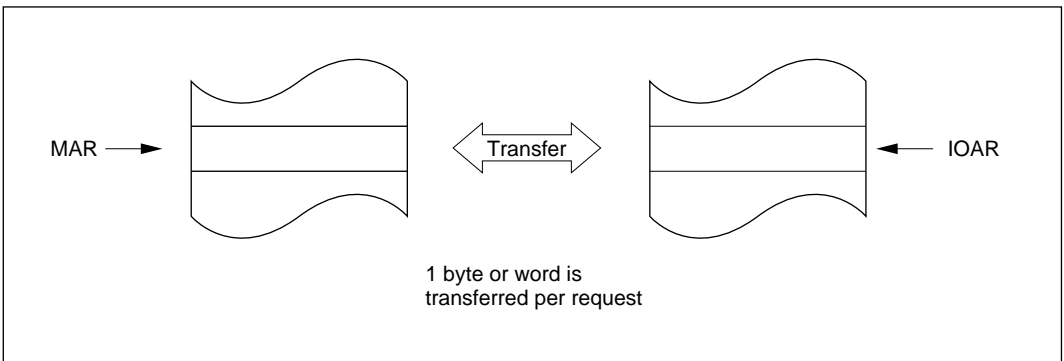 MAR
Transfer
IOAR
1 byte or word is
transferred per request